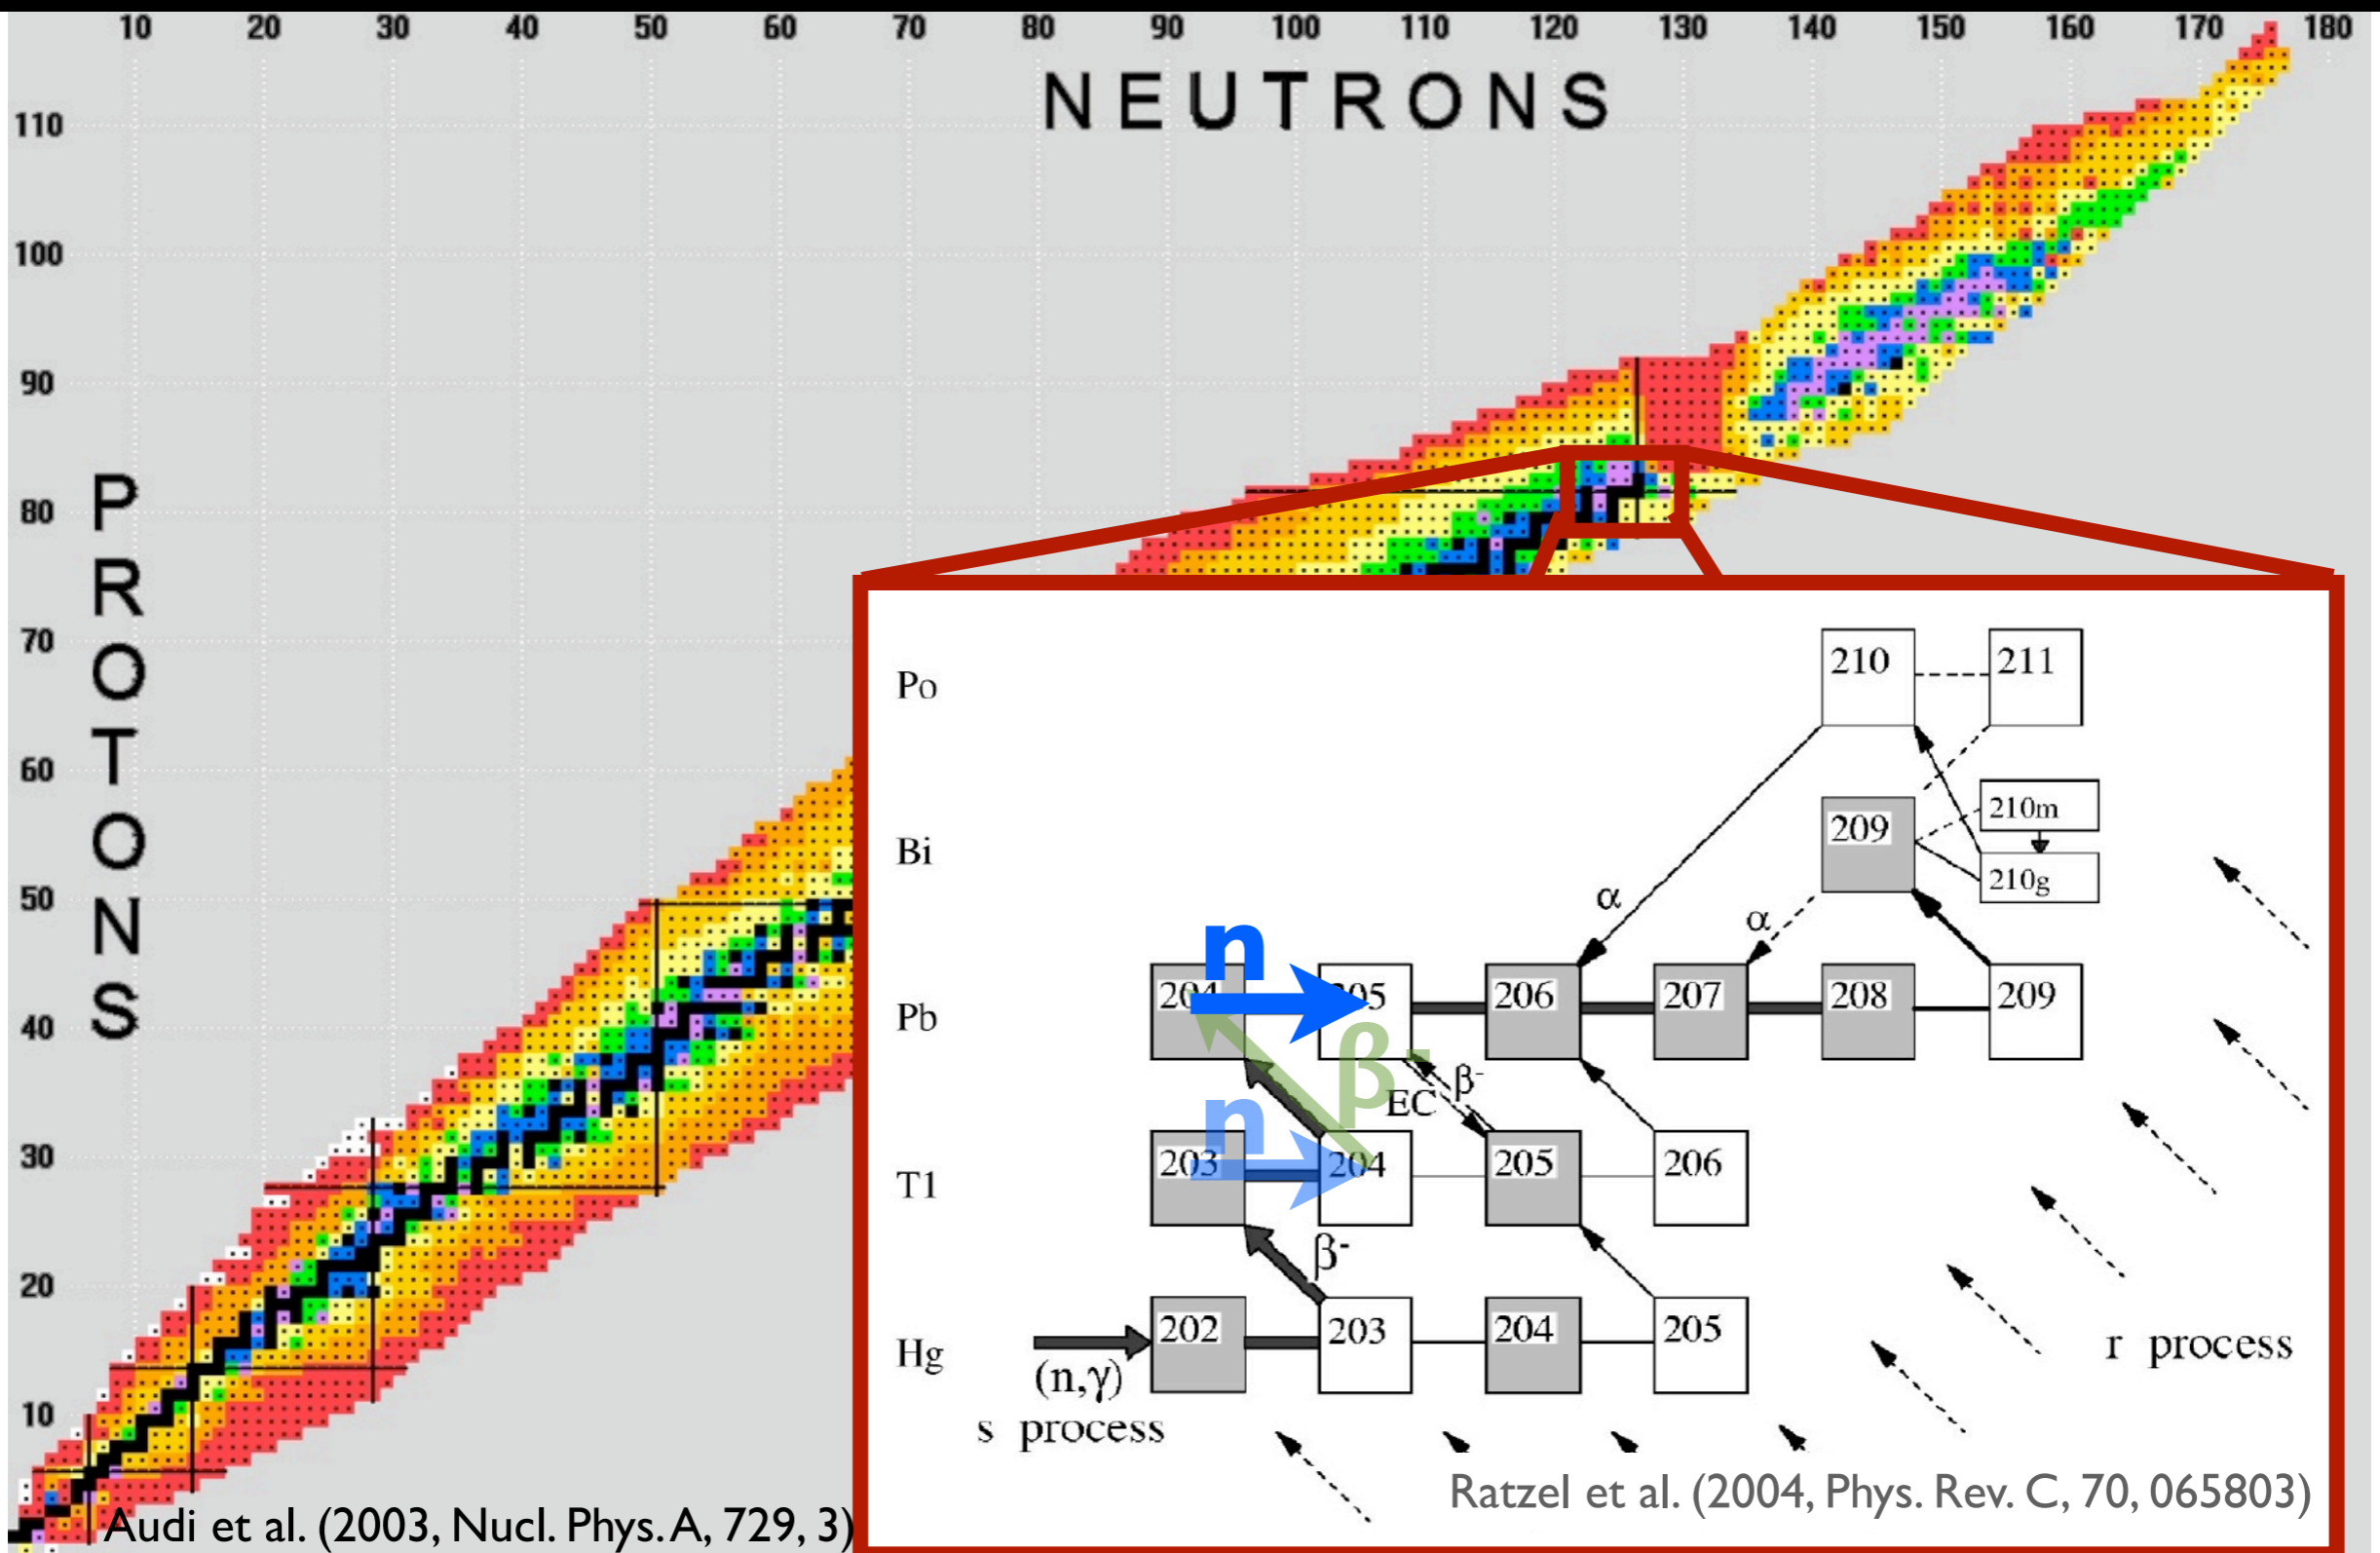 10 20 30 40 50 60 70 80 90 100 110 120 130 140 150 160 170 180
NEUTRONS
110
100
90
80
70
60
50
40
30
20
10
PROTONS
Po
210
211
Bi
209
210m
210g
α
α
n
Pb
204
205
206
207
208
209
β-
EC
β-
n
Tl
203
204
205
206
β-
Hg
202
203
204
205
(n,γ)
s process
r process
Audi et al. (2003, Nucl. Phys. A, 729, 3)
Ratzel et al. (2004, Phys. Rev. C, 70, 065803)